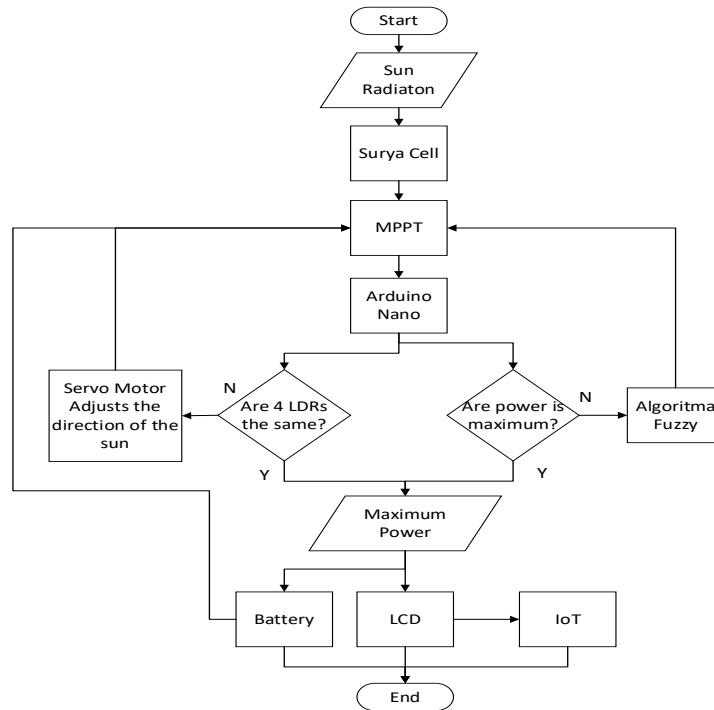 Start
Sun
Radiaton
Surya Cell
MPPT
Arduino
Nano
Servo Motor
Adjusts the
direction of the
sun
N
Are 4 LDRs
the same?
Y
Are power is
maximum?
N
Y
Algoritma
Fuzzy
Maximum
Power
Battery
LCD
IoT
End